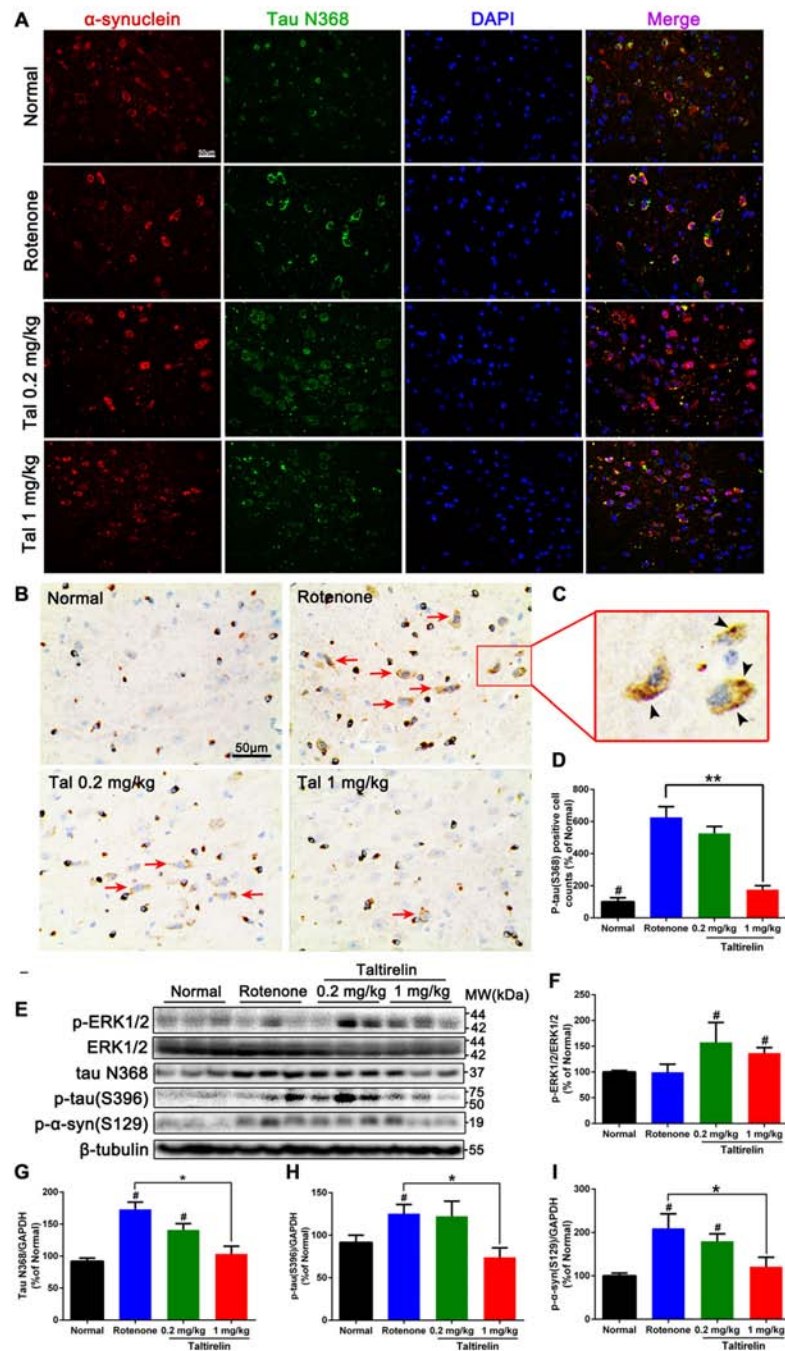 A
α-synuclein Tau N368 DAPI Merge
Normal
50μm
Rotenone
Tal 0.2 mg/kg
Tal 1 mg/kg
B
Normal
50μm
Rotenone
Tal 0.2 mg/kg
Tal 1 mg/kg
C
D
P-tau(S368) positive cell
counts (% of Normal)
800
600
400
200
0
#
**
Normal Rotenone 0.2 mg/kg 1 mg/kg
Taltirelin
E
Taltirelin
Normal Rotenone 0.2 mg/kg 1 mg/kg MW(kDa)
p-ERK1/2 44
42
ERK1/2 44
42
tau N368 37
p-tau(S396) 75
50
p-α-syn(S129) 19
β-tubulin 55
F
p-ERK1/2/ERK1/2
(% of Normal)
200
150
100
50
0
# #
Normal Rotenone 0.2 mg/kg 1 mg/kg
Taltirelin
G
Tau N368/GAPDH
(%of Normal)
200
150
100
50
0
*
# #
Normal Rotenone 0.2 mg/kg 1 mg/kg
Taltirelin
H
p-tau(S396)/GAPDH
(%of Normal)
150
100
50
0
*
#
Normal Rotenone 0.2 mg/kg 1 mg/kg
Taltirelin
I
p-α-syn(S129)/GAPDH
(%of Normal)
300
200
100
0
*
# #
Normal Rotenone 0.2 mg/kg 1 mg/kg
Taltirelin